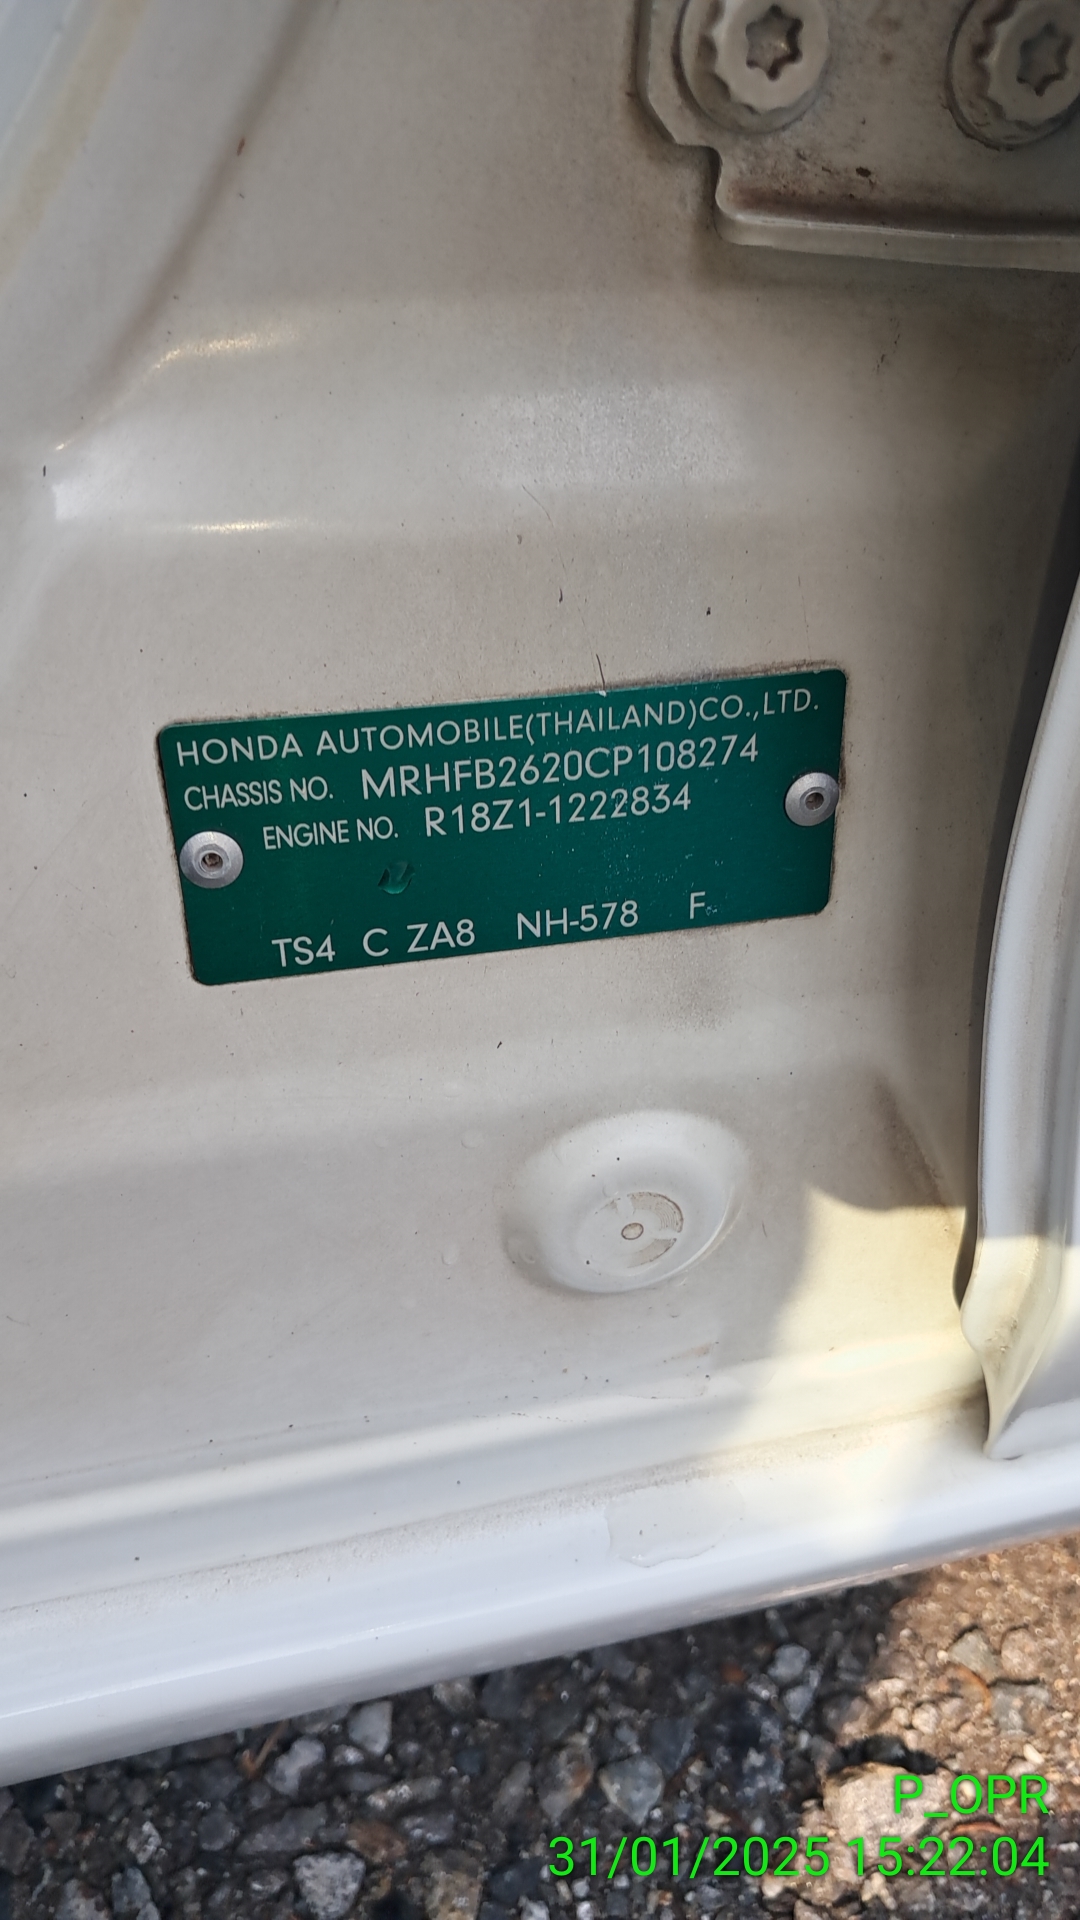 HONDA AUTOMOBILE(THAILAND)CO.,LTD.
CHASSIS NO. MRHFB2620CP108274
ENGINE NO. R18Z1-1222834
TS4 C ZA8 NH-578 F
P_OPR
31/01/2025 15:22:04